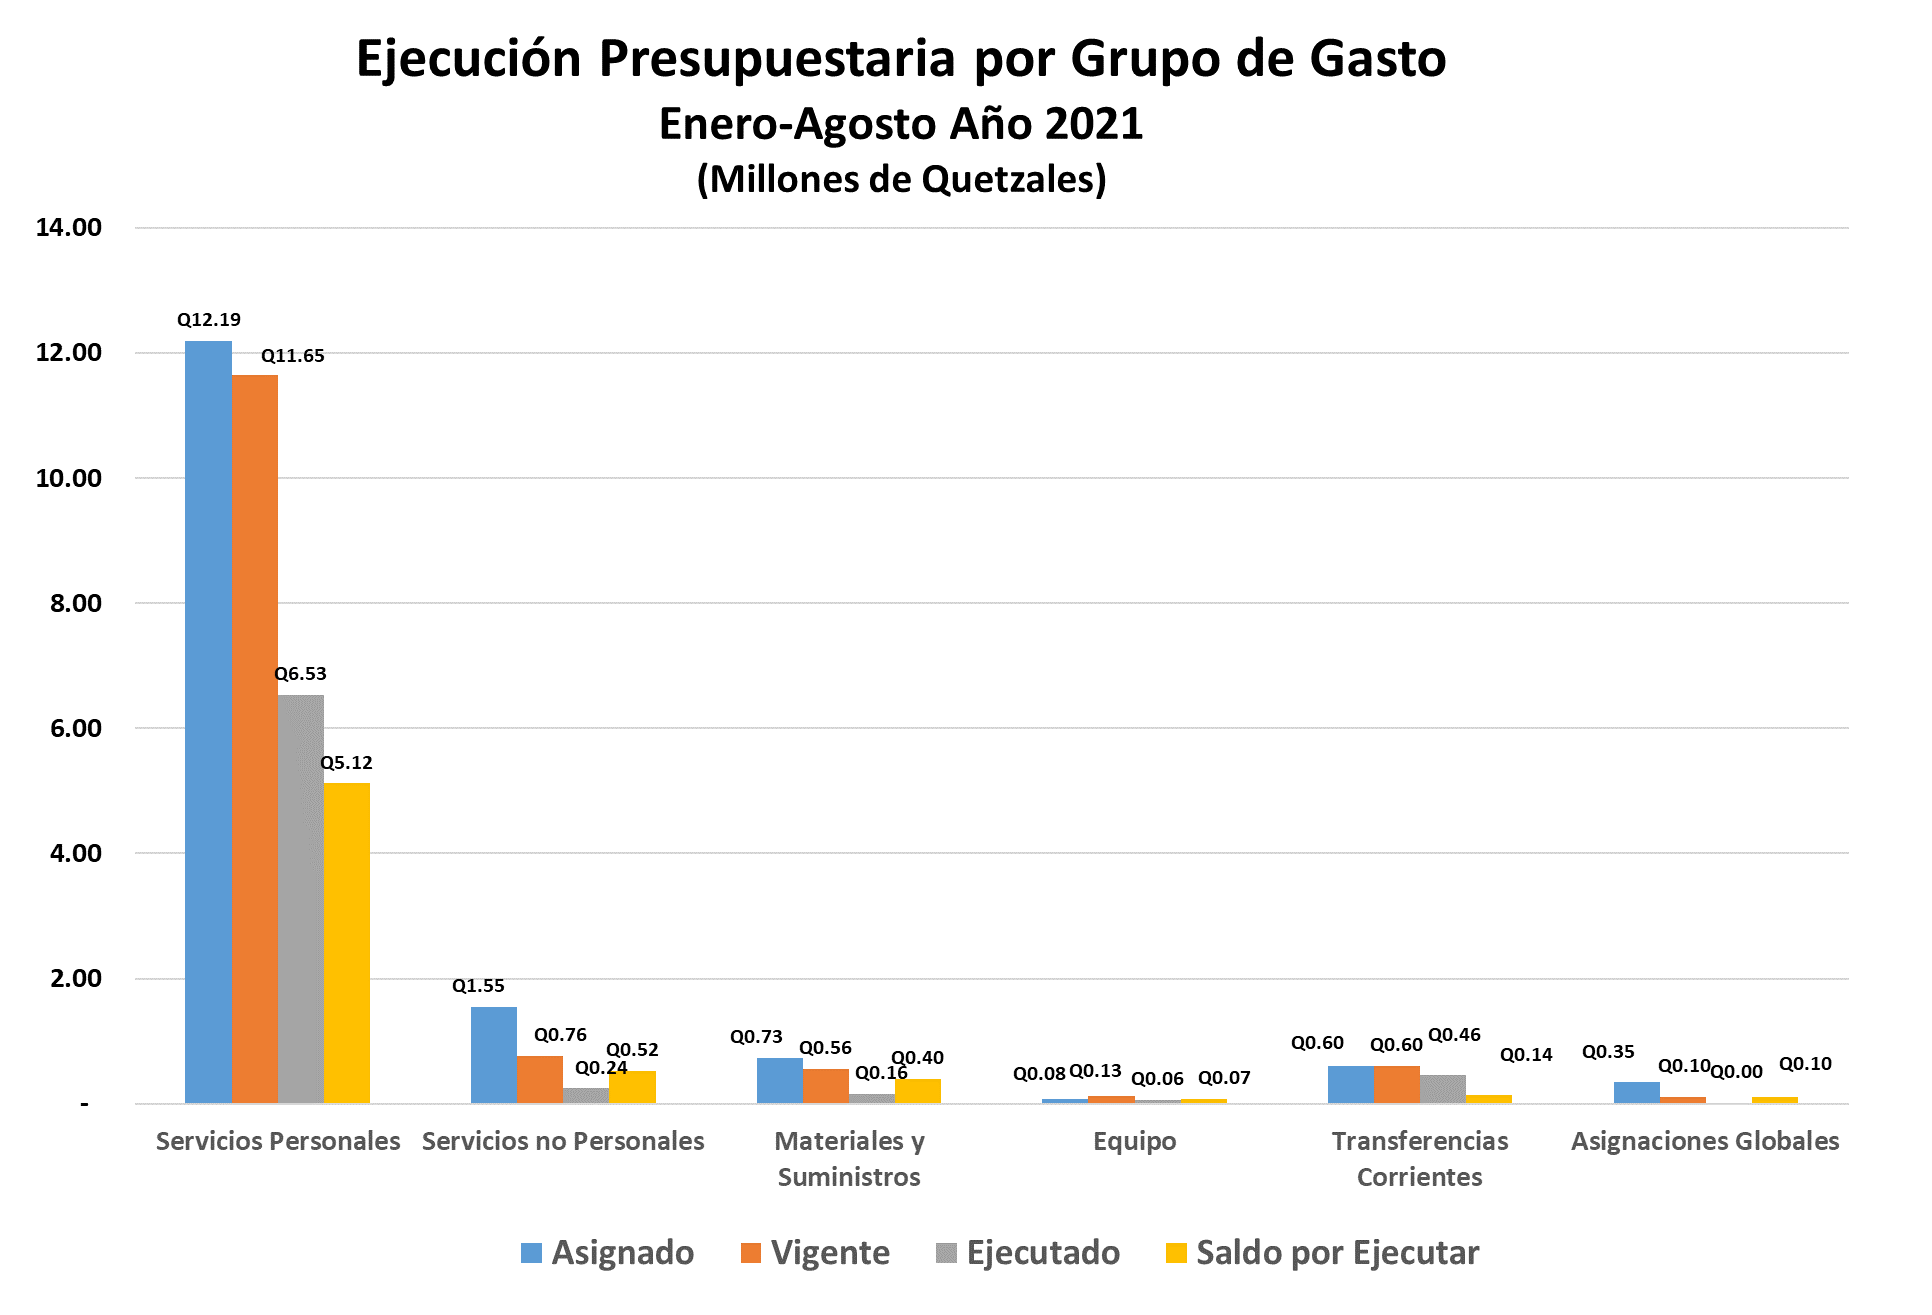 Ejecución Presupuestaria por Grupo de Gasto
Enero-Agosto Año 2021
(Millones de Quetzales)
14.00
12.00
10.00
8.00
6.00
4.00
2.00
-
Q12.19
Q11.65
Q6.53
Q5.12
Q1.55
Q0.76
Q0.24
Q0.52
Q0.73
Q0.56
Q0.16
Q0.40
Q0.08
Q0.13
Q0.06
Q0.07
Q0.60
Q0.60
Q0.46
Q0.14
Q0.35
Q0.10
Q0.00
Q0.10
Servicios Personales
Servicios no Personales
Materiales y
Suministros
Equipo
Transferencias
Corrientes
Asignaciones Globales
Asignado
Vigente
Ejecutado
Saldo por Ejecutar